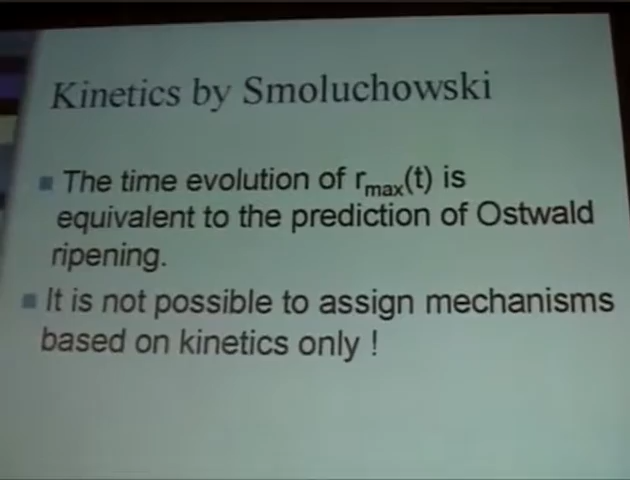 Kinetics by Smoluchowski
The time evolution of rmax(t) is
equivalent to the prediction of Ostwald
ripening.
It is not possible to assign mechanisms
based on kinetics only !